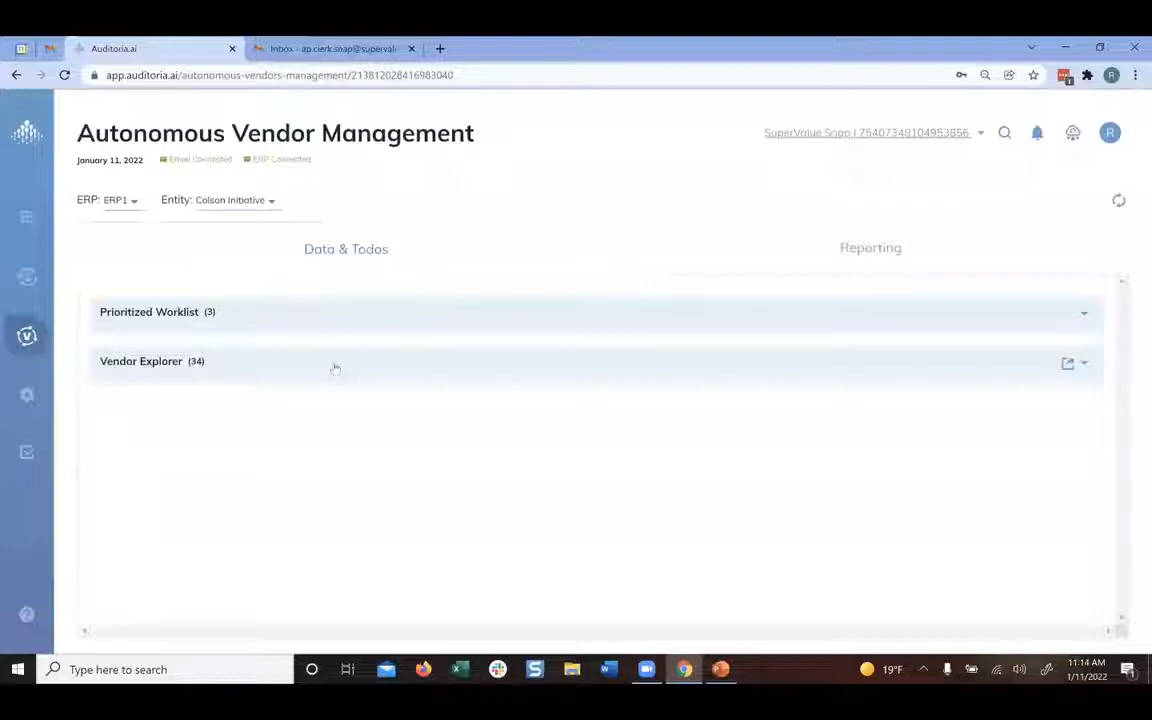 Auditoria.ai
Inbox - ap.clerk.snap@superval
app.auditoria.ai/autonomous-vendors-management/213812028416983040
R
Autonomous Vendor Management
SuperValue Snap | 75407348104953856
R
January 11, 2022
Email Connected
ERP Connected
ERP: ERP1
Entity: Colson Initiative
Data & Todos
Reporting
Prioritized Worklist (3)
Vendor Explorer (34)
Type here to search
19°F
11:14 AM
1/11/2022